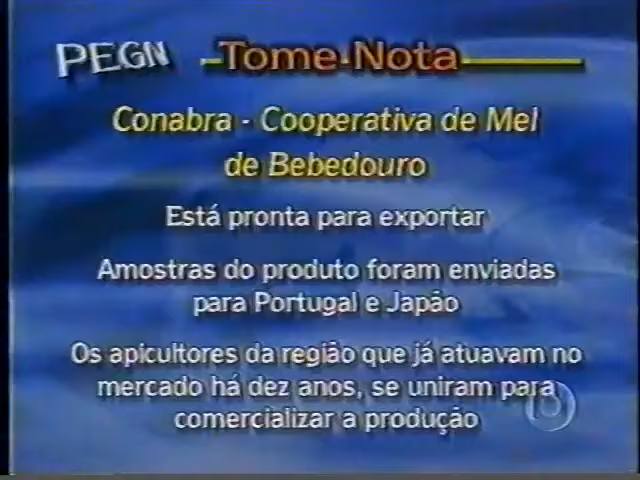 PEGN
Tome Nota
Conabra - Cooperativa de Mel
de Bebedouro
Está pronta para exportar
Amostras do produto foram enviadas
para Portugal e Japão
Os apicultores da região que já atuavam no
mercado há dez anos, se uniram para
comercializar a produção